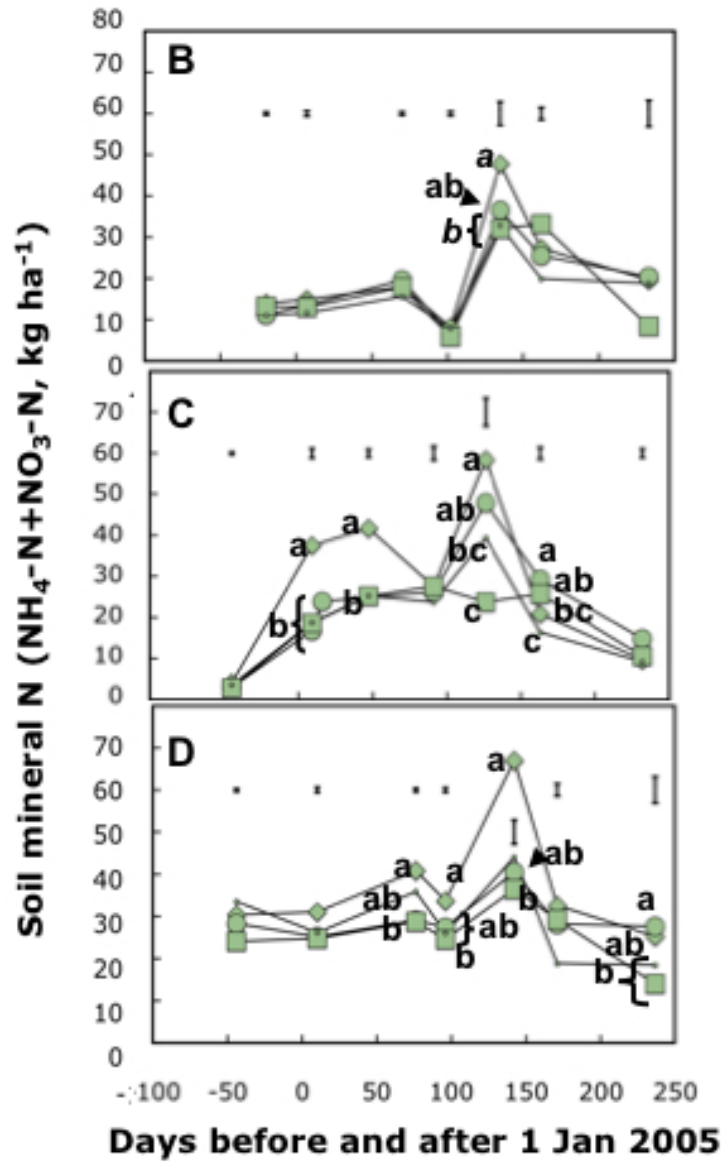 Soil mineral N (NH₄-N+NO₃-N, kg ha⁻¹)
80
70
60
50
40
30
20
10
0
B
a
ab
b {
70
60
50
40
30
20
10
0
C
a
a
b {
b
a
ab
bc
c
a
ab
bc
c
70
60
50
40
30
20
10
0
D
a
ab
b
a
} ab
b
a
ab
b
a
ab
b {
-100 -50 0 50 100 150 200 250
Days before and after 1 Jan 2005